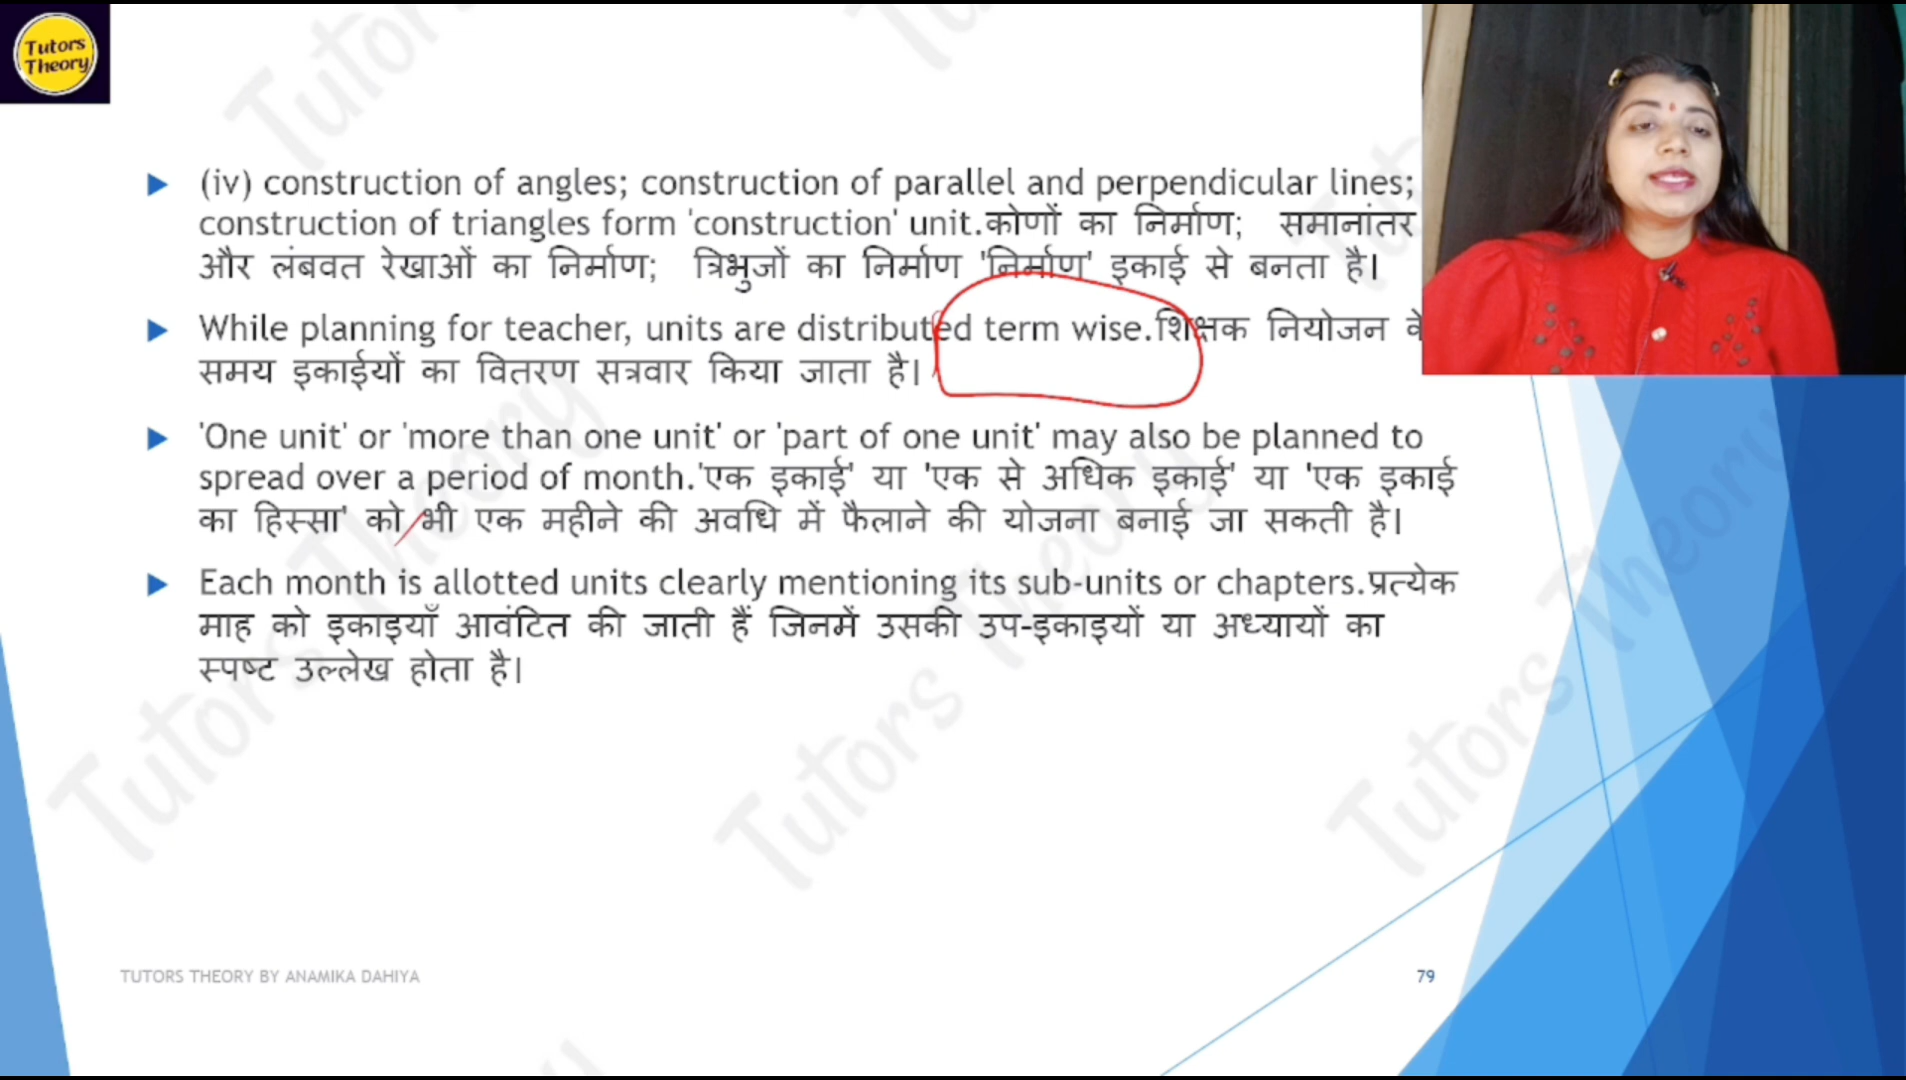 Tutors
Theory
(iv) construction of angles; construction of parallel and perpendicular lines;
construction of triangles form 'construction' unit.कोणों का निर्माण; समानांतर
और लंबवत रेखाओं का निर्माण; त्रिभुजों का निर्माण 'निर्माण' इकाई से बनता है।
While planning for teacher, units are distributed term wise.शिक्षक नियोजन के
समय इकाईयों का वितरण सत्रवार किया जाता है।
'One unit' or 'more than one unit' or 'part of one unit' may also be planned to
spread over a period of month.'एक इकाई' या 'एक से अधिक इकाई' या 'एक इकाई
का हिस्सा' को भी एक महीने की अवधि में फैलाने की योजना बनाई जा सकती है।
Each month is allotted units clearly mentioning its sub-units or chapters.प्रत्येक
माह को इकाइयाँ आवंटित की जाती हैं जिनमें उसकी उप-इकाइयों या अध्यायों का
स्पष्ट उल्लेख होता है।
TUTORS THEORY BY ANAMIKA DAHIYA
79